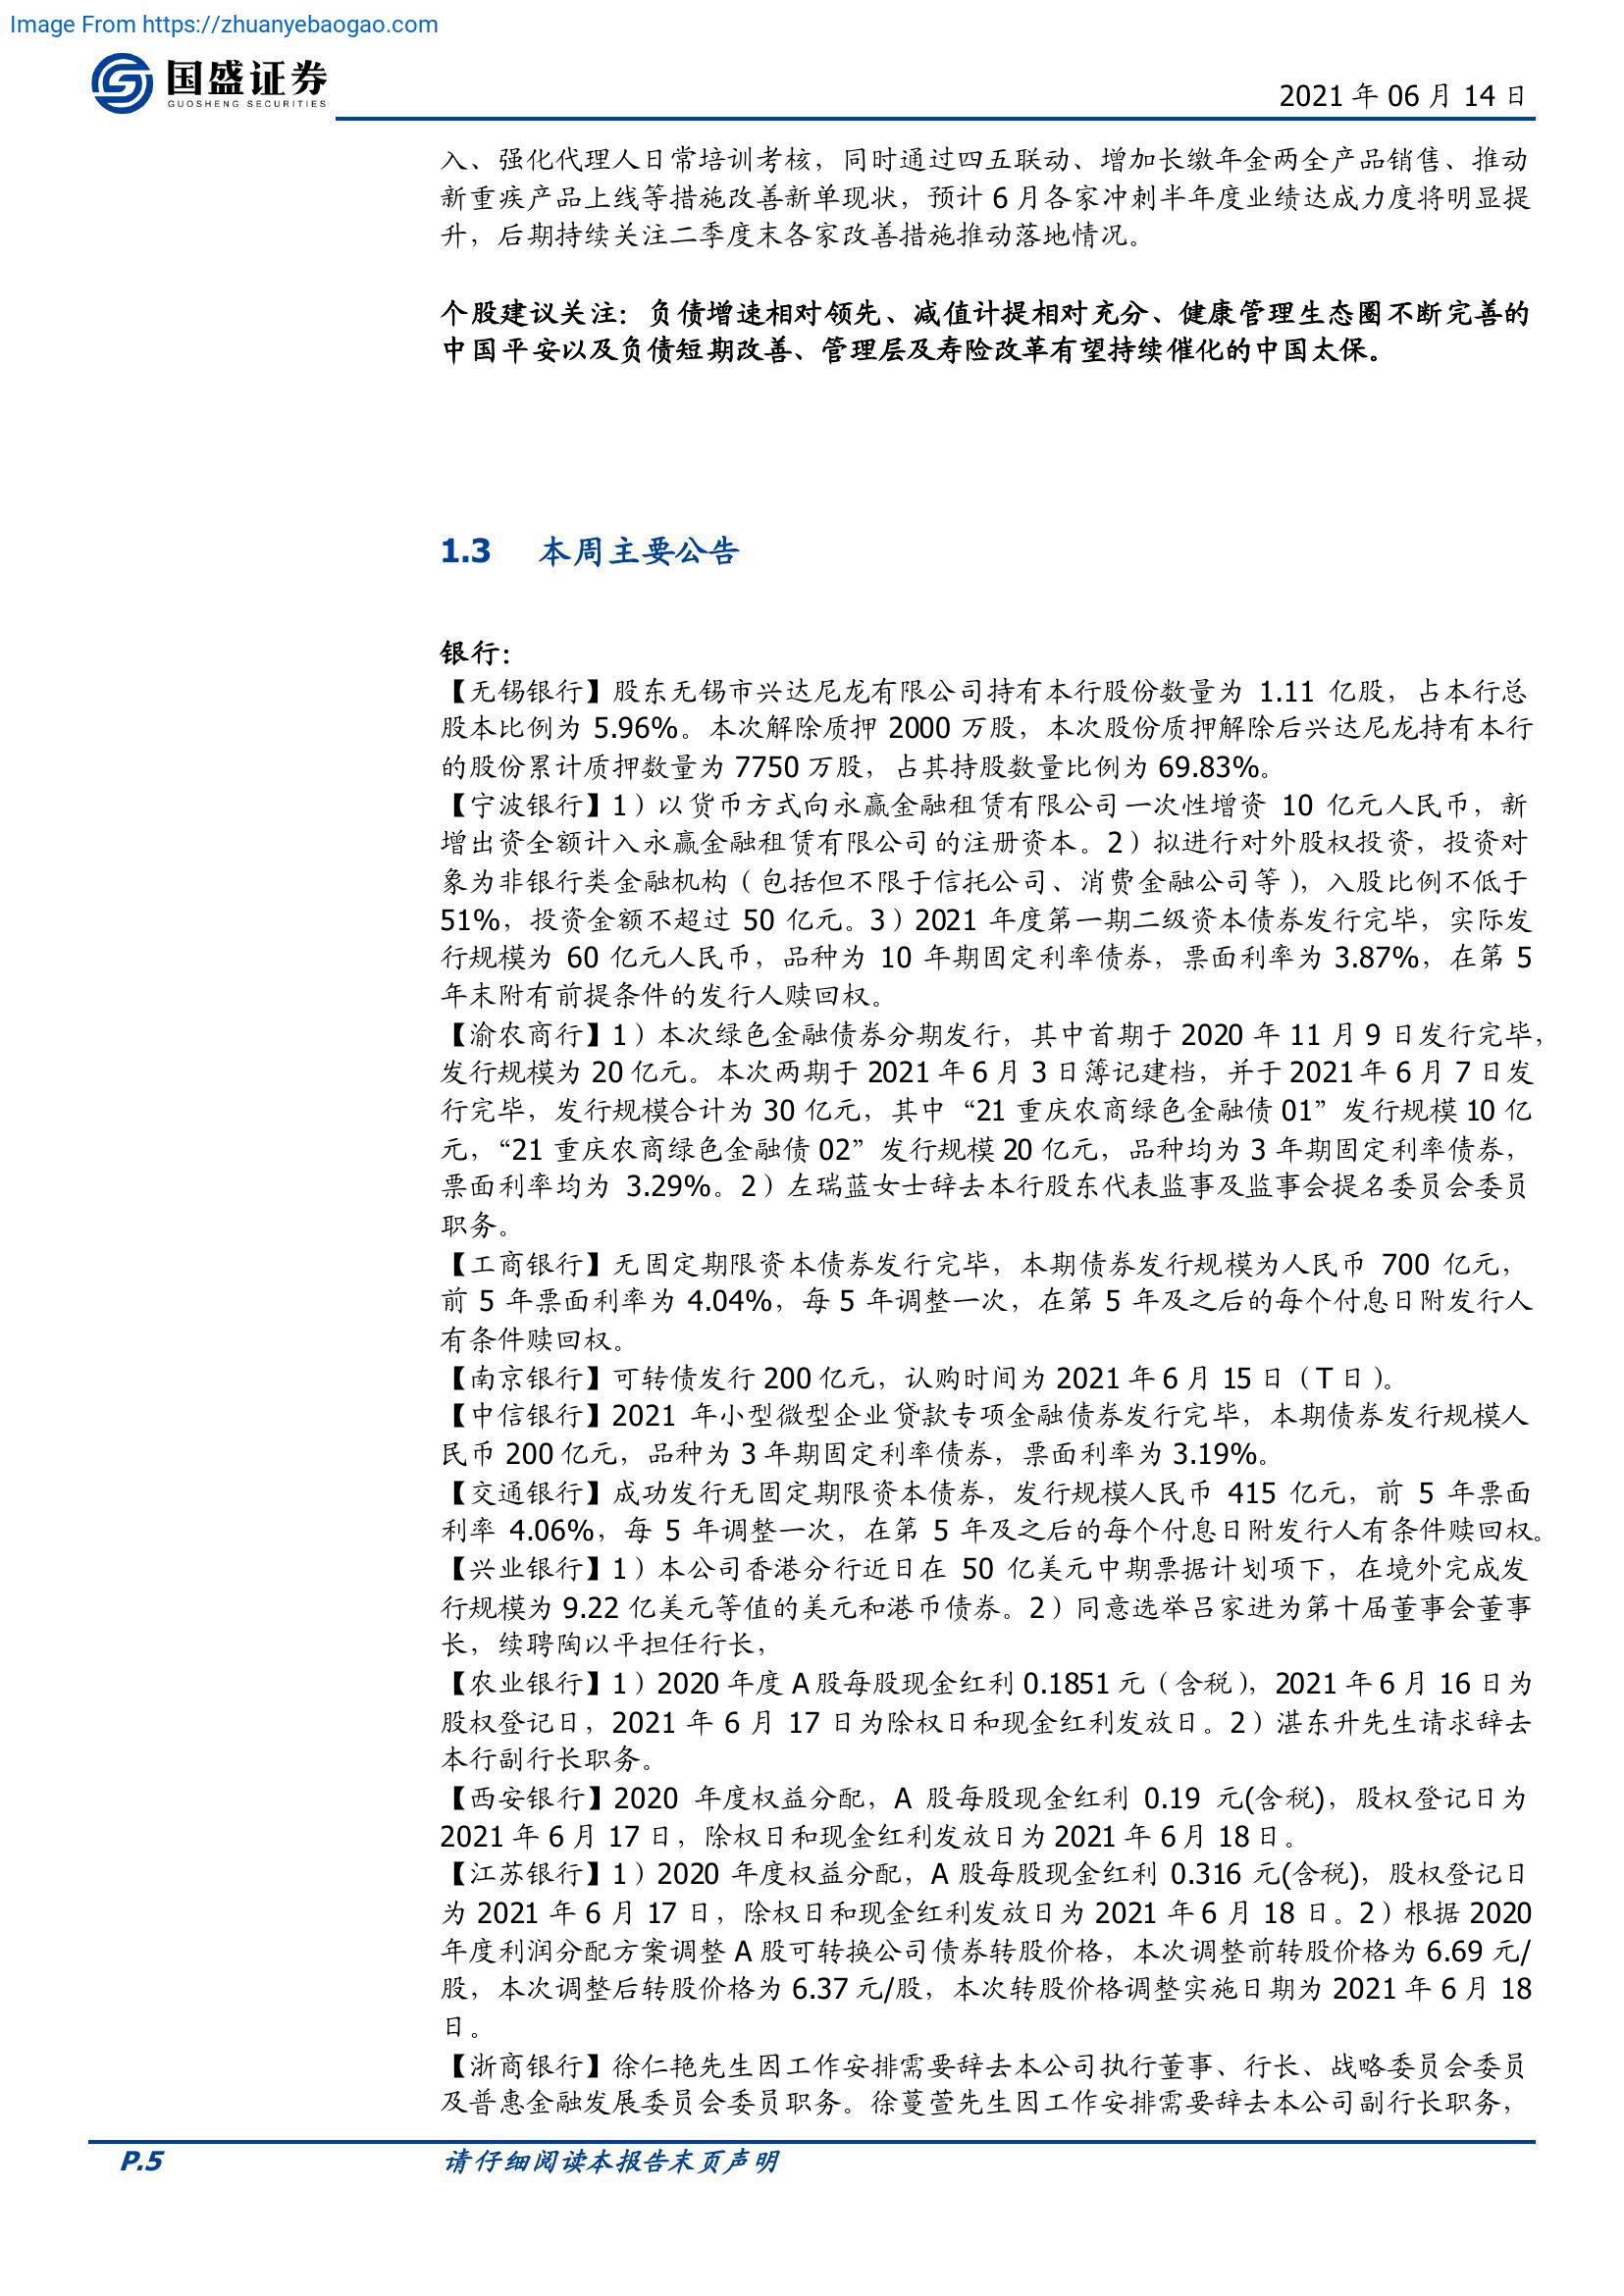 Image From https://zhuanyebaogao.com
国盛证券
GUOSHENG SECURITIES
2021 年 06 月 14 日
入、强化代理人日常培训考核，同时通过四五联动、增加长缴年金两全产品销售、推动
新重疾产品上线等措施改善新单现状，预计 6 月各家冲刺半年度业绩达成力度将明显提
升，后期持续关注二季度末各家改善措施推动落地情况。
个股建议关注：负债增速相对领先、减值计提相对充分、健康管理生态圈不断完善的
中国平安以及负债短期改善、管理层及寿险改革有望持续催化的中国太保。
1.3 本周主要公告
银行：
【无锡银行】股东无锡市兴达尼龙有限公司持有本行股份数量为 1.11 亿股，占本行总
股本比例为 5.96%。本次解除质押 2000 万股，本次股份质押解除后兴达尼龙持有本行
的股份累计质押数量为 7750 万股，占其持股数量比例为 69.83%。
【宁波银行】1）以货币方式向永赢金融租赁有限公司一次性增资 10 亿元人民币，新
增出资全额计入永赢金融租赁有限公司的注册资本。2）拟进行对外股权投资，投资对
象为非银行类金融机构（包括但不限于信托公司、消费金融公司等），入股比例不低于
51%，投资金额不超过 50 亿元。3）2021 年度第一期二级资本债券发行完毕，实际发
行规模为 60 亿元人民币，品种为 10 年期固定利率债券，票面利率为 3.87%，在第 5
年末附有前提条件的发行人赎回权。
【渝农商行】1）本次绿色金融债券分期发行，其中首期于 2020 年 11 月 9 日发行完毕，
发行规模为 20 亿元。本次两期于 2021 年 6 月 3 日簿记建档，并于 2021 年 6 月 7 日发
行完毕，发行规模合计为 30 亿元，其中“21 重庆农商绿色金融债 01”发行规模 10 亿
元，“21 重庆农商绿色金融债 02”发行规模 20 亿元，品种均为 3 年期固定利率债券，
票面利率均为 3.29%。2）左瑞蓝女士辞去本行股东代表监事及监事会提名委员会委员
职务。
【工商银行】无固定期限资本债券发行完毕，本期债券发行规模为人民币 700 亿元，
前 5 年票面利率为 4.04%，每 5 年调整一次，在第 5 年及之后的每个付息日附发行人
有条件赎回权。
【南京银行】可转债发行 200 亿元，认购时间为 2021 年 6 月 15 日（T 日）。
【中信银行】2021 年小型微型企业贷款专项金融债券发行完毕，本期债券发行规模人
民币 200 亿元，品种为 3 年期固定利率债券，票面利率为 3.19%。
【交通银行】成功发行无固定期限资本债券，发行规模人民币 415 亿元，前 5 年票面
利率 4.06%，每 5 年调整一次，在第 5 年及之后的每个付息日附发行人有条件赎回权。
【兴业银行】1）本公司香港分行近日在 50 亿美元中期票据计划项下，在境外完成发
行规模为 9.22 亿美元等值的美元和港币债券。2）同意选举吕家进为第十届董事会董事
长，续聘陶以平担任行长，
【农业银行】1）2020 年度 A 股每股现金红利 0.1851 元（含税），2021 年 6 月 16 日为
股权登记日，2021 年 6 月 17 日为除权日和现金红利发放日。2）湛东升先生请求辞去
本行副行长职务。
【西安银行】2020 年度权益分配，A 股每股现金红利 0.19 元(含税)，股权登记日为
2021 年 6 月 17 日，除权日和现金红利发放日为 2021 年 6 月 18 日。
【江苏银行】1）2020 年度权益分配，A 股每股现金红利 0.316 元(含税)，股权登记日
为 2021 年 6 月 17 日，除权日和现金红利发放日为 2021 年 6 月 18 日。2）根据 2020
年度利润分配方案调整 A 股可转换公司债券转股价格，本次调整前转股价格为 6.69 元/
股，本次调整后转股价格为 6.37 元/股，本次转股价格调整实施日期为 2021 年 6 月 18
日。
【浙商银行】徐仁艳先生因工作安排需要辞去本公司执行董事、行长、战略委员会委员
及普惠金融发展委员会委员职务。徐蔓萱先生因工作安排需要辞去本公司副行长职务，
P.5 请仔细阅读本报告末页声明